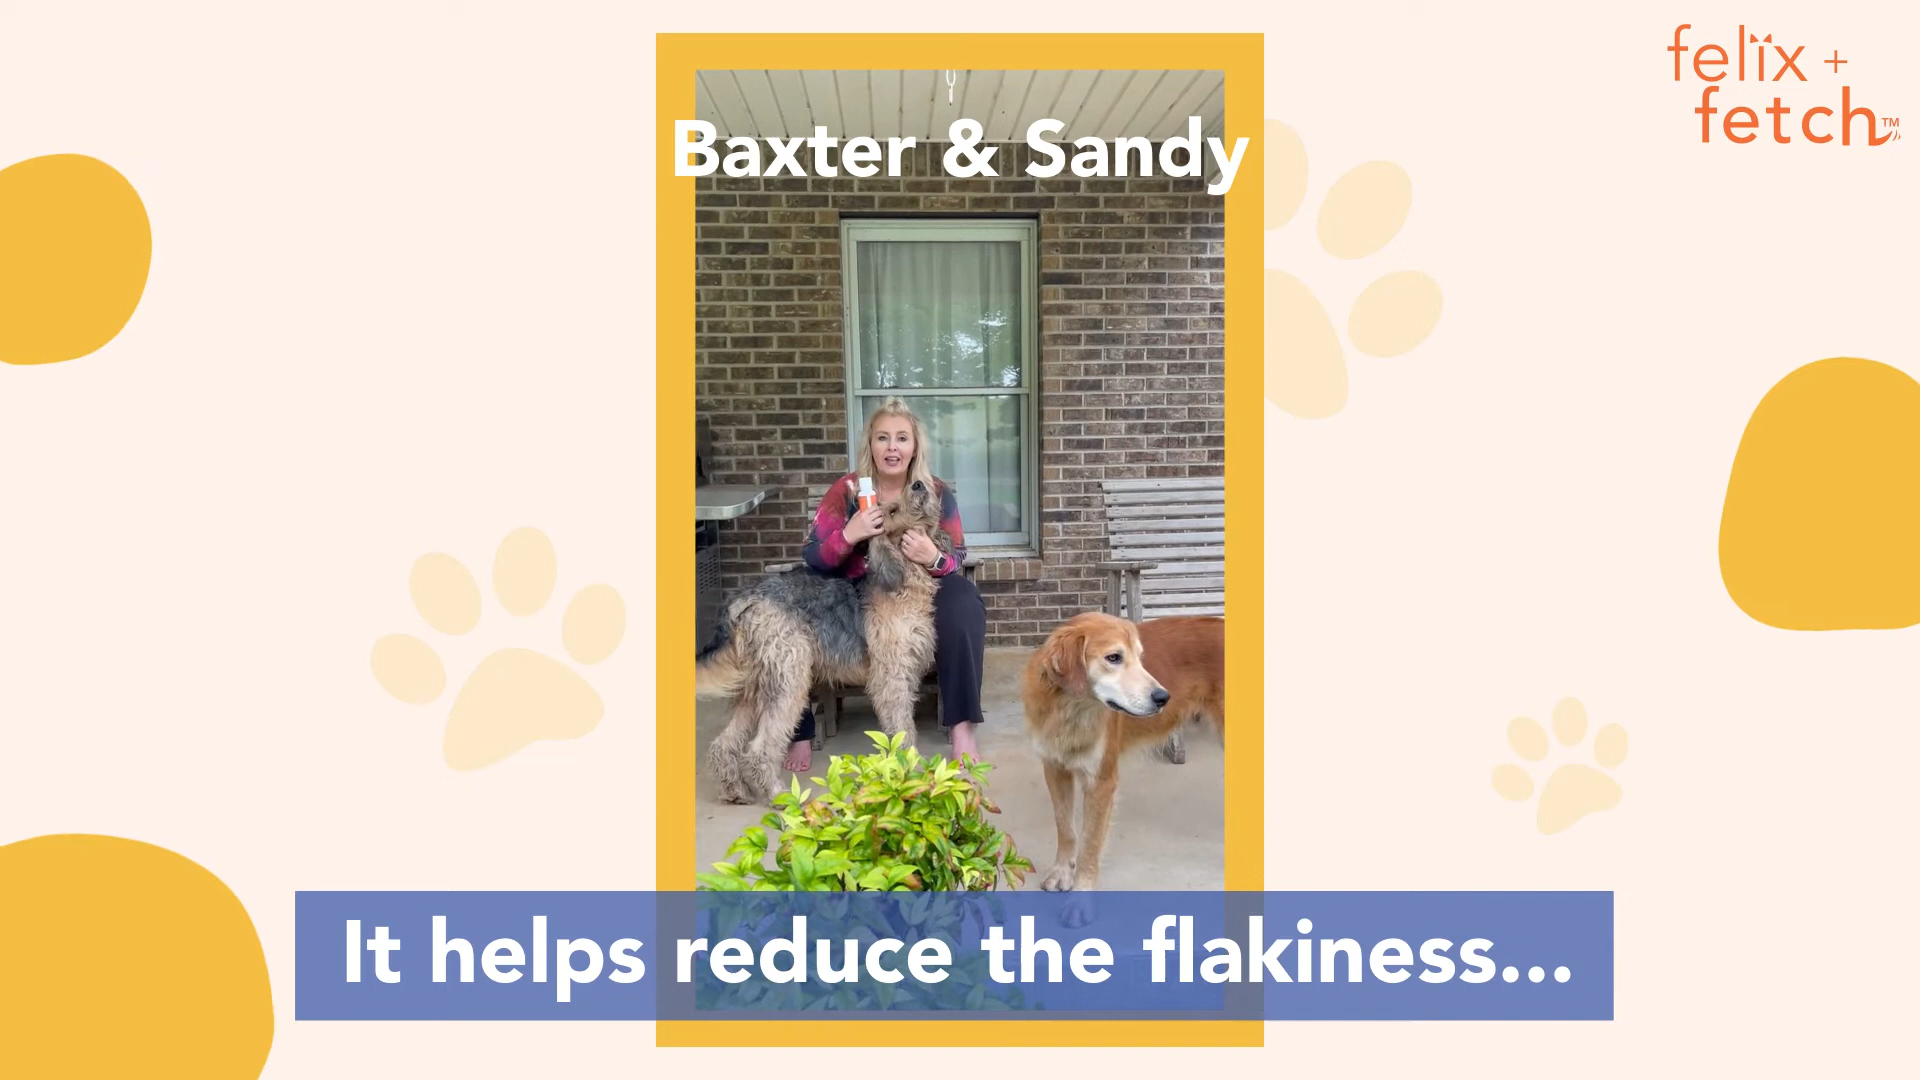 felix +
fetch™
Baxter & Sandy
It helps reduce the flakiness...